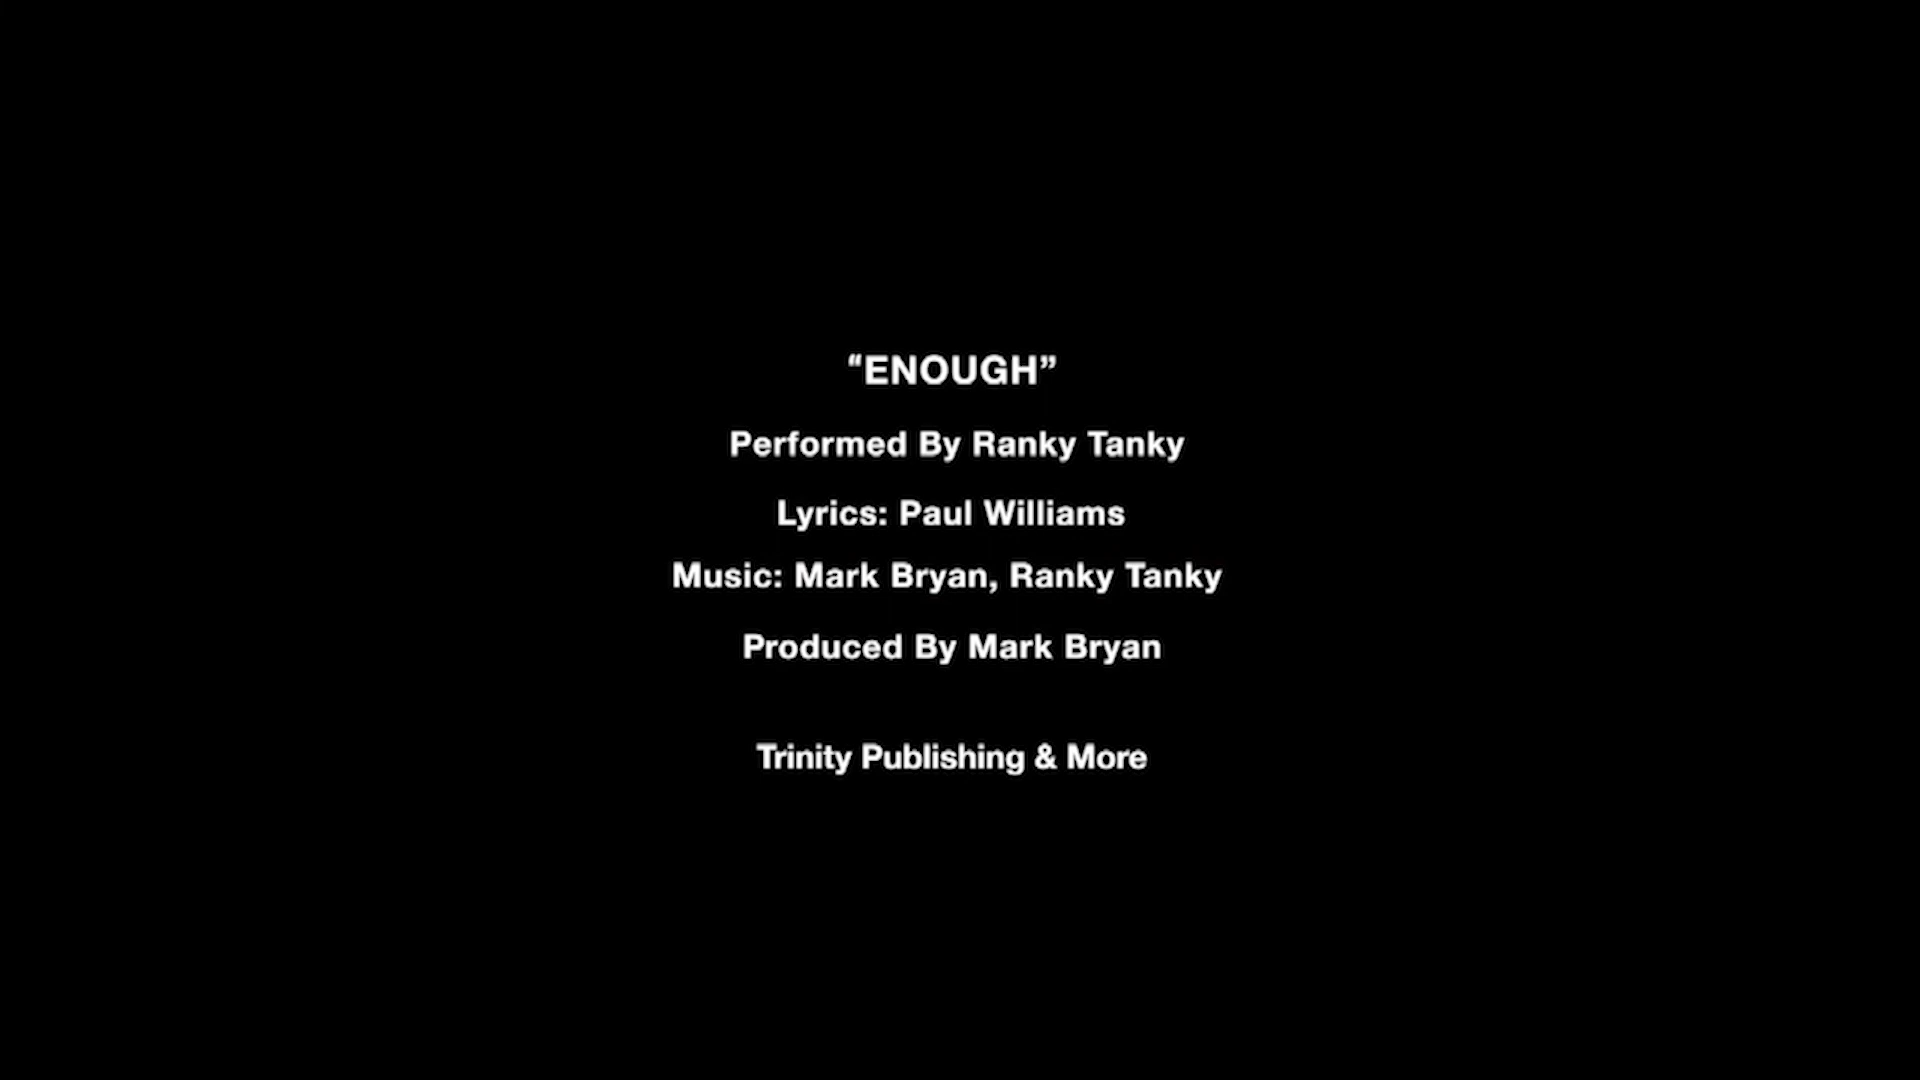 “ENOUGH”
Performed By Ranky Tanky
Lyrics: Paul Williams
Music: Mark Bryan, Ranky Tanky
Produced By Mark Bryan
Trinity Publishing & More